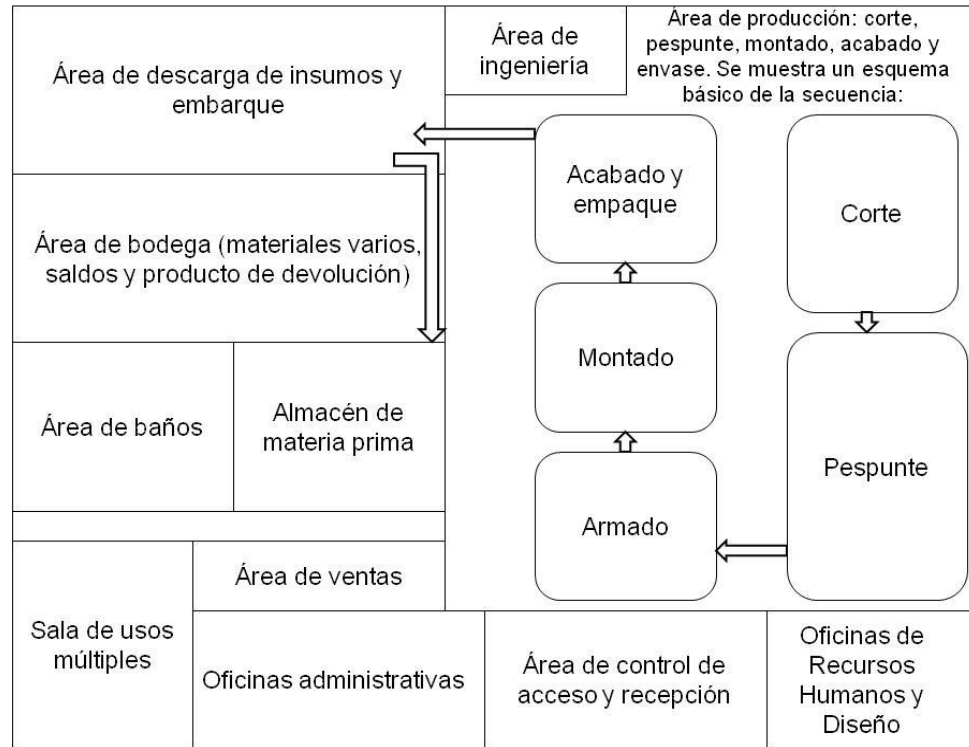 Área de descarga de insumos y
embarque
Área de
ingeniería
Área de producción: corte,
pespunte, montado, acabado y
envase. Se muestra un esquema
básico de la secuencia:
Acabado y
empaque
Corte
Área de bodega (materiales varios,
saldos y producto de devolución)
Montado
Área de baños
Almacén de
materia prima
Pespunte
Armado
Área de ventas
Sala de usos
múltiples
Oficinas administrativas
Área de control de
acceso y recepción
Oficinas de
Recursos
Humanos y
Diseño